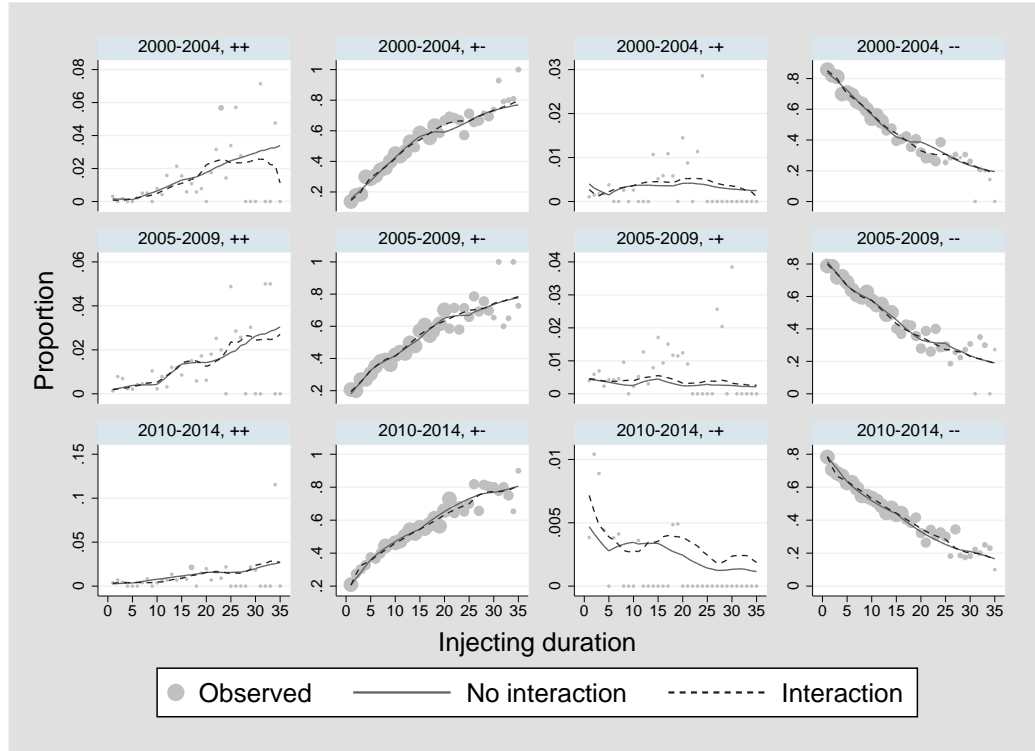 2000-2004, ++
2000-2004, +-
2000-2004, -+
2000-2004, --
0 .02 .04 .06 .08
.2 .4 .6 .8 1
0 .01 .02 .03
0 .2 .4 .6 .8
2005-2009, ++
2005-2009, +-
2005-2009, -+
2005-2009, --
0 .02 .04 .06
.2 .4 .6 .8 1
0 .01 .02 .03 .04
0 .2 .4 .6 .8
2010-2014, ++
2010-2014, +-
2010-2014, -+
2010-2014, --
0 .05 .1 .15
.2 .4 .6 .8 1
0 .005 .01
0 .2 .4 .6 .8
0 5 10 15 20 25 30 35
0 5 10 15 20 25 30 35
0 5 10 15 20 25 30 35
0 5 10 15 20 25 30 35
Proportion
Injecting duration
Observed No interaction Interaction